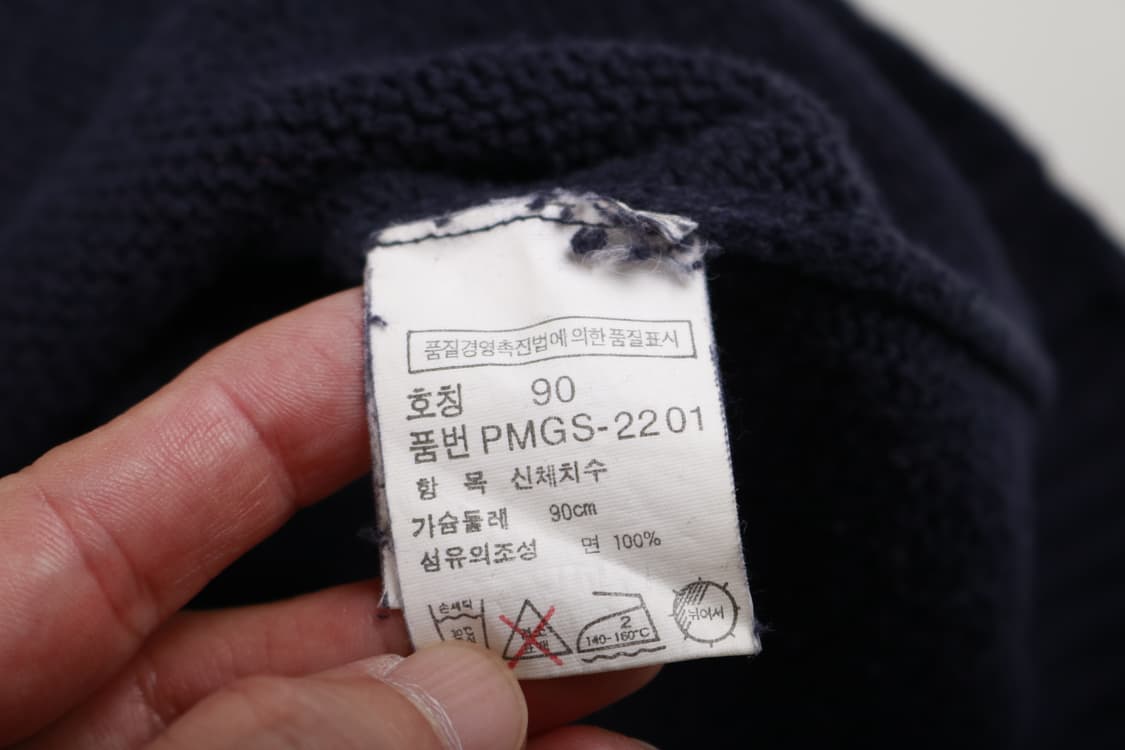 품질경영촉진법에 의한 품질표시
호칭 90
품번 PMGS-2201
항 목 신체치수
가슴둘레 90cm
섬유의조성 면 100%
손세탁
2
140-160℃
뉘어서